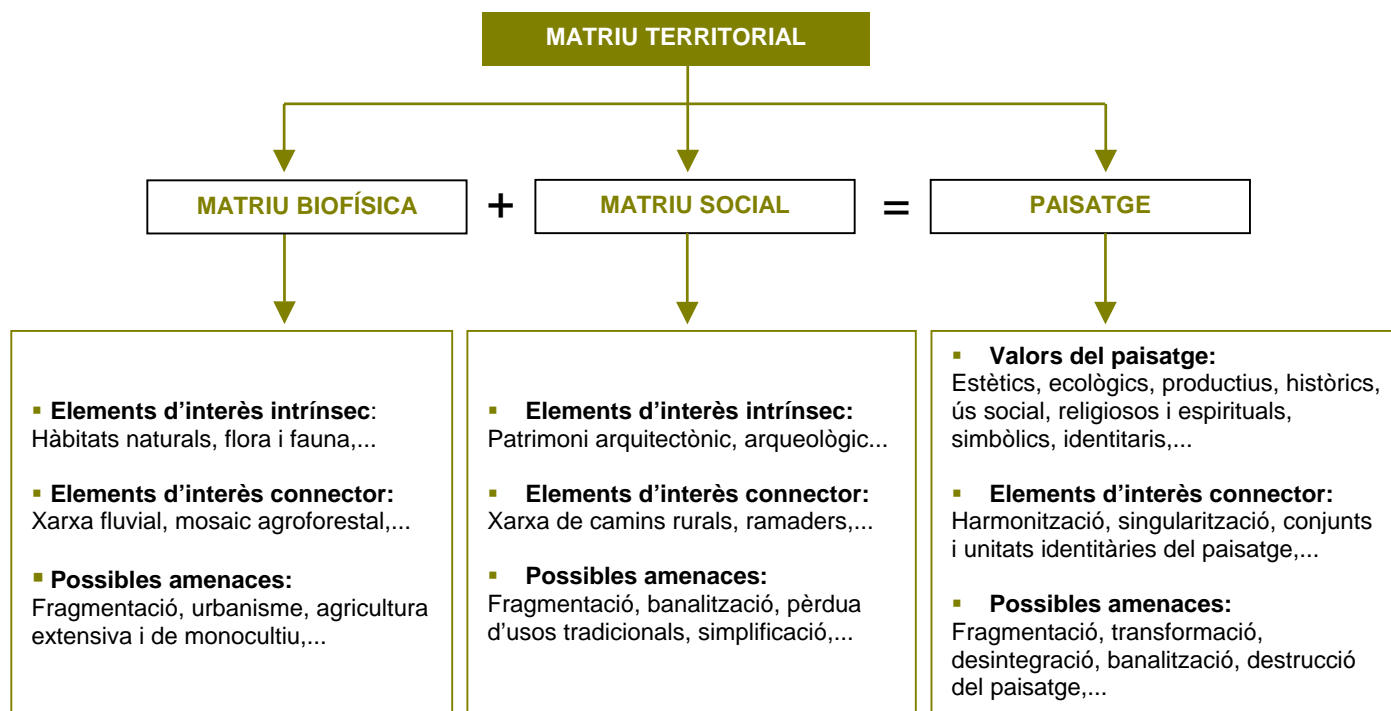 MATRIU TERRITORIAL
MATRIU BIOFÍSICA
+
MATRIU SOCIAL
=
PAISATGE
▪ Elements d’interès intrínsec:
Hàbitats naturals, flora i fauna,...
▪ Elements d’interès connector:
Xarxa fluvial, mosaic agroforestal,...
▪ Possibles amenaces:
Fragmentació, urbanisme, agricultura
extensiva i de monocultiu,...
▪ Elements d’interès intrínsec:
Patrimoni arquitectònic, arqueològic...
▪ Elements d’interès connector:
Xarxa de camins rurals, ramaders,...
▪ Possibles amenaces:
Fragmentació, banalització, pèrdua
d’usos tradicionals, simplificació,...
▪ Valors del paisatge:
Estètics, ecològics, productius, històrics,
ús social, religiosos i espirituals,
simbòlics, identitaris,...
▪ Elements d’interès connector:
Harmonització, singularització, conjunts
i unitats identitàries del paisatge,...
▪ Possibles amenaces:
Fragmentació, transformació,
desintegració, banalització, destrucció
del paisatge,...